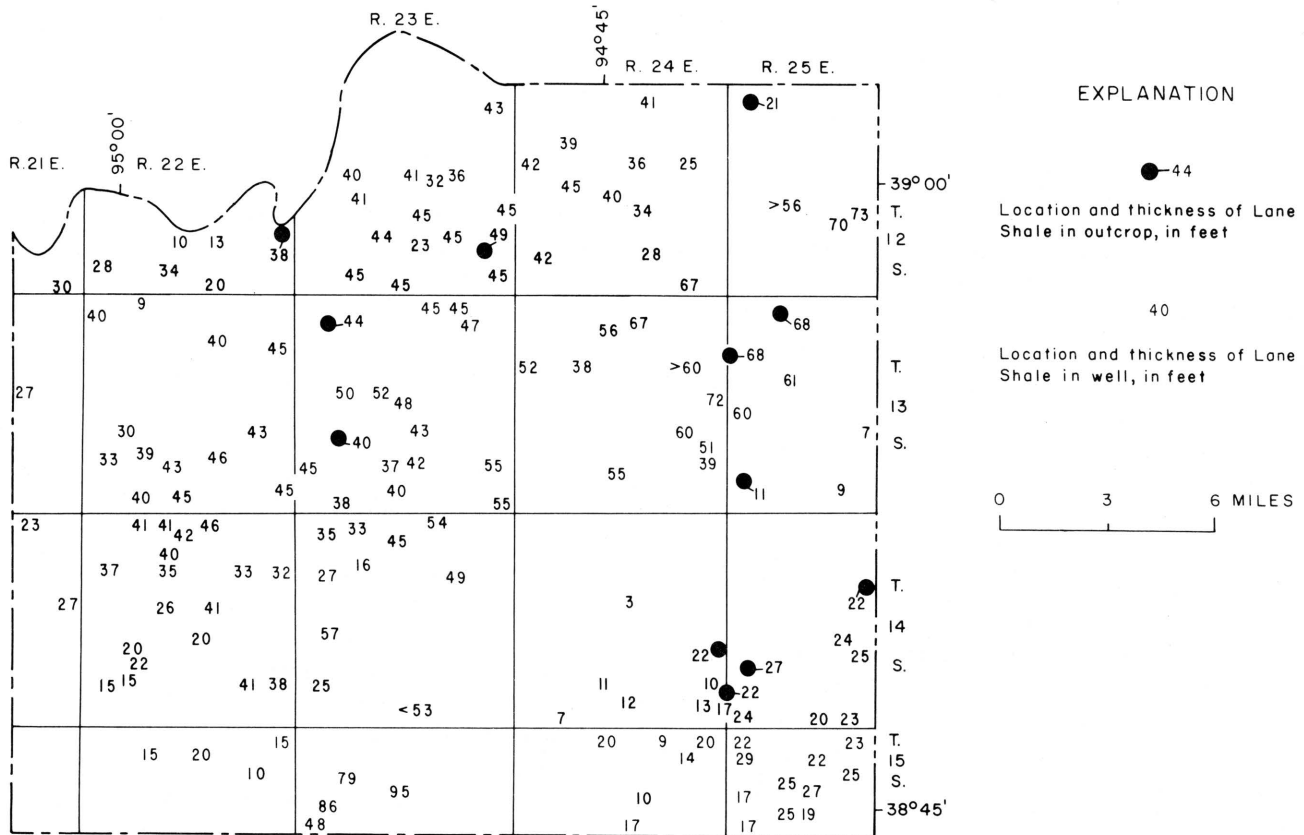 R. 23 E.
94°45'
R. 24 E. R. 25 E.
R. 21 E. 95°00' R. 22 E.
EXPLANATION
44
Location and thickness of Lane
Shale in outcrop, in feet
40
Location and thickness of Lane
Shale in well, in feet
0 3 6 MILES
39°00'
T.
12
S.
T.
13
S.
T.
14
S.
T.
15
S.
38°45'
43 41 21
39
42 36 25
40 41 32 36
45 40
41
45 45 34 >56 73
70
10 13 38 44 23 45 49
28 34 42 28
30 20 45 45 45 67
9 45 45
40 44 47 56 67 68
40 45 68
52 38 >60
61
27 50 52 48 72 60
30 43 40 43 60 7
39 51
33 43 46 45 37 42 55 55 39
11
40 45 45 38 40 55 9
23 41 41 46 54
42 35 33 45
40
37 35 33 32 27 16 49
27 26 41 3 22
20 57 24
20 22 25
22 27
15 15 41 38 25 11 10 22
12 13 17
<53 7 24 20 23
15 20 9 20 22 23
15 20 14 29 22
10 79 25
95 25 27
86 10 17
25 19
48 17 17